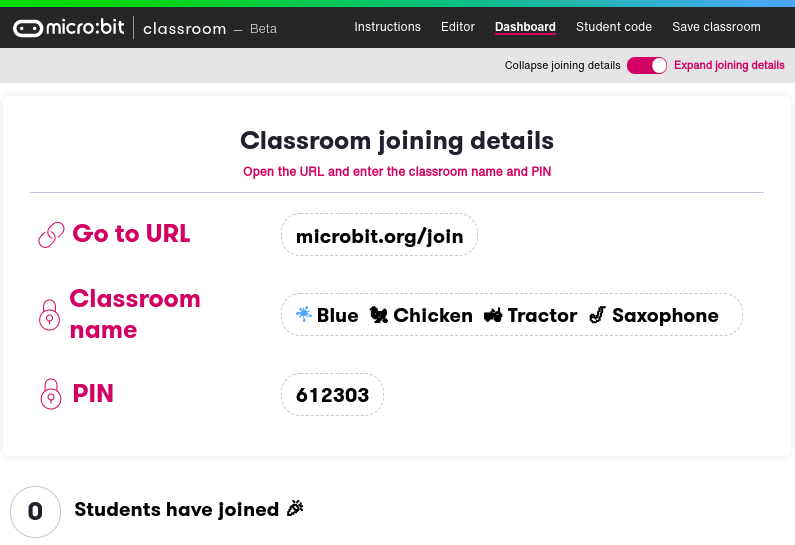 micro:bit classroom – Beta Instructions Editor Dashboard Student code Save classroom
Collapse joining details Expand joining details
Classroom joining details
Open the URL and enter the classroom name and PIN
Go to URL microbit.org/join
Classroom name Blue Chicken Tractor Saxophone
PIN 612303
0 Students have joined